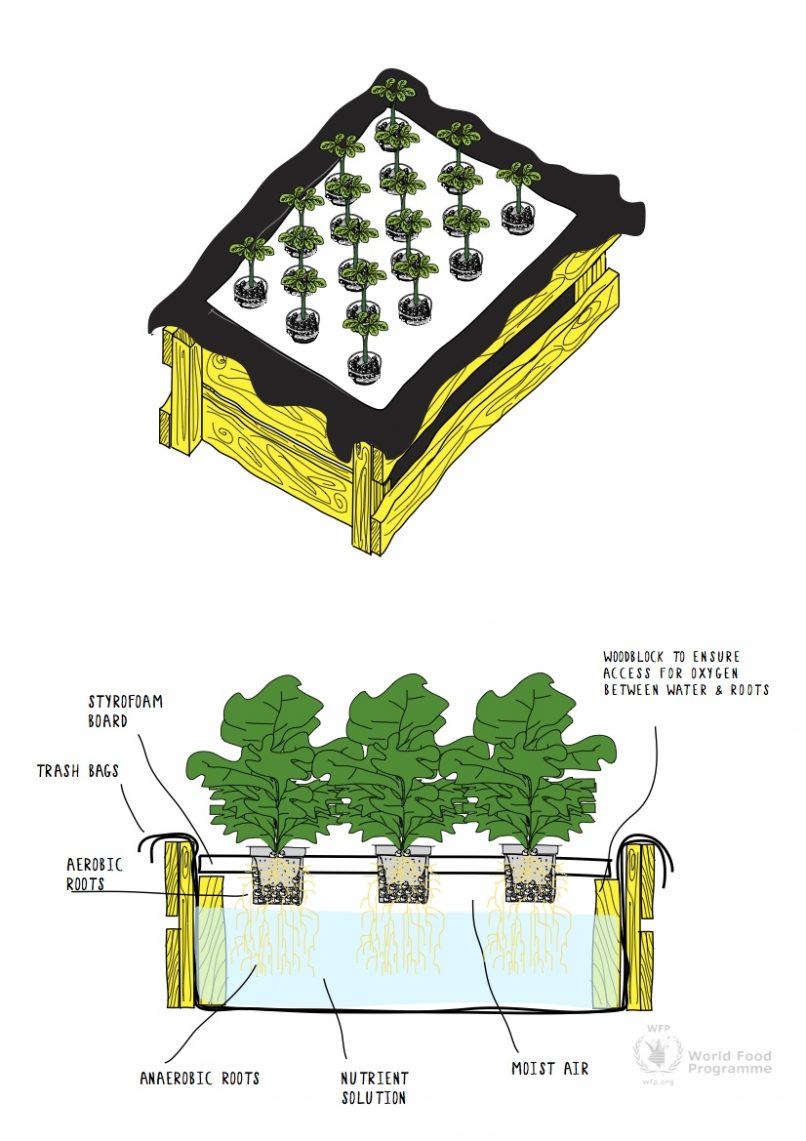 WOODBLOCK TO ENSURE
ACCESS FOR OXYGEN
BETWEEN WATER & ROOTS
STYROFOAM
BOARD
TRASH BAGS
AEROBIC
ROOTS
ANAEROBIC ROOTS
NUTRIENT
SOLUTION
MOIST AIR
WFP
wfp.org
World Food
Programme